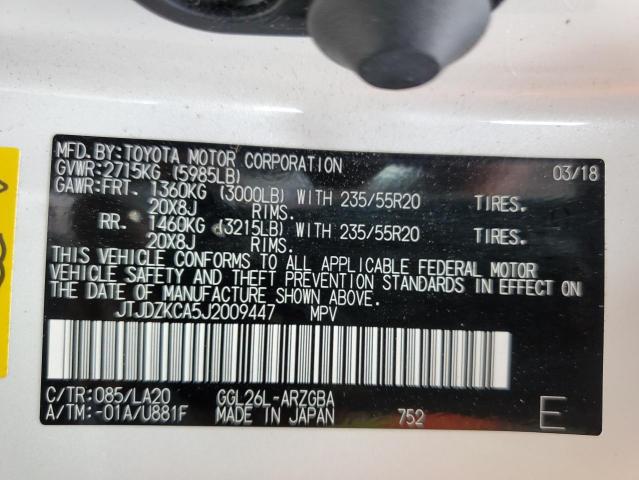 MFD. BY: TOYOTA MOTOR CORPORATION 03/18
GVWR: 2715KG (5985LB)
GAWR: FRT. 1360KG (3000LB) WITH 235/55R20 TIRES.
20X8J RIMS.
RR. 1460KG (3215LB) WITH 235/55R20 TIRES.
20X8J RIMS.
THIS VEHICLE CONFORMS TO ALL APPLICABLE FEDERAL MOTOR
VEHICLE SAFETY AND THEFT PREVENTION STANDARDS IN EFFECT ON
THE DATE OF MANUFACTURE SHOWN ABOVE.
JTJDZKCA5J2009447 MPV
C/TR: 085/LA20 GGL26L-ARZGBA
A/TM: -01A/U881F MADE IN JAPAN 752 E